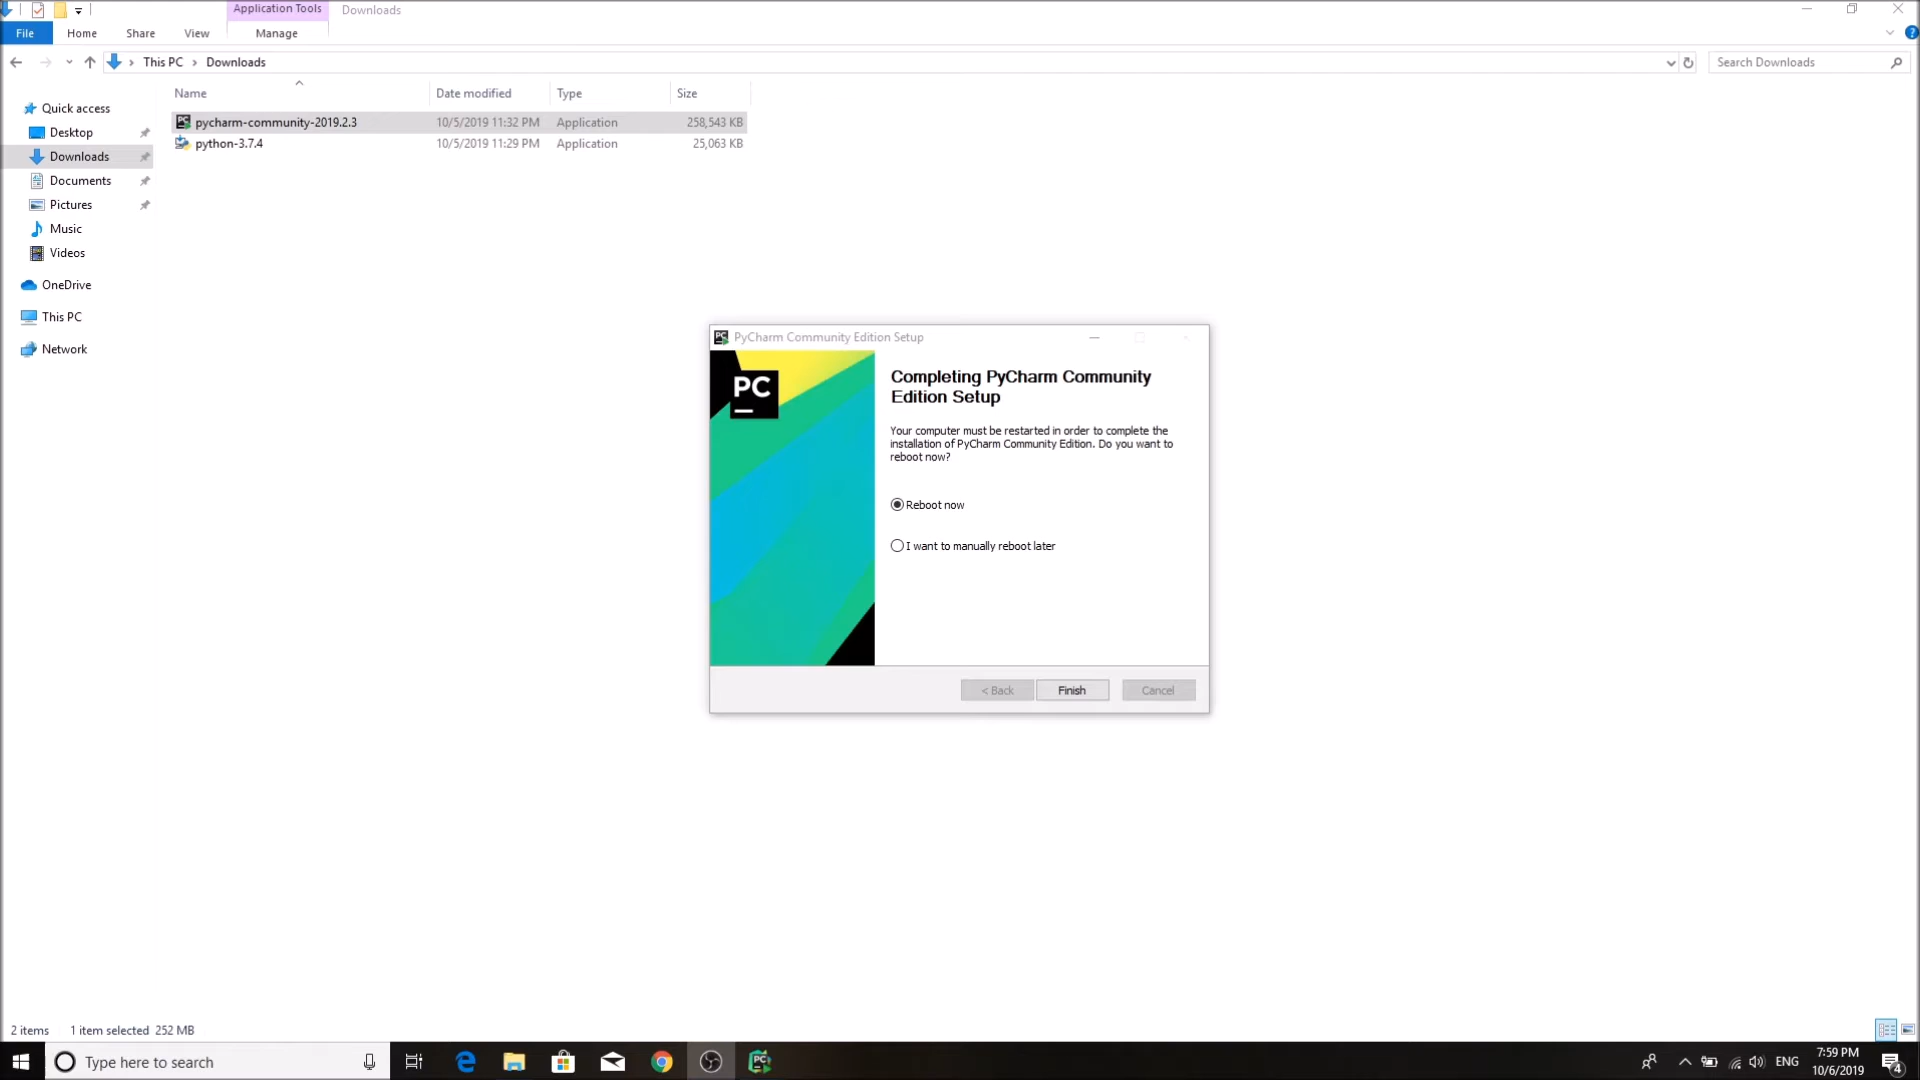 Application Tools
Downloads
File
Home
Share
View
Manage
This PC
Downloads
Search Downloads
Name
Date modified
Type
Size
pycharm-community-2019.2.3
10/5/2019 11:32 PM
Application
258,543 KB
python-3.7.4
10/5/2019 11:29 PM
Application
25,063 KB
Quick access
Desktop
Downloads
Documents
Pictures
Music
Videos
OneDrive
This PC
Network
PC PyCharm Community Edition Setup
PC
Completing PyCharm Community
Edition Setup
Your computer must be restarted in order to complete the
installation of PyCharm Community Edition. Do you want to
reboot now?
Reboot now
I want to manually reboot later
< Back
Finish
Cancel
2 items
1 item selected 252 MB
Type here to search
PC
ENG
7:59 PM
10/6/2019
4